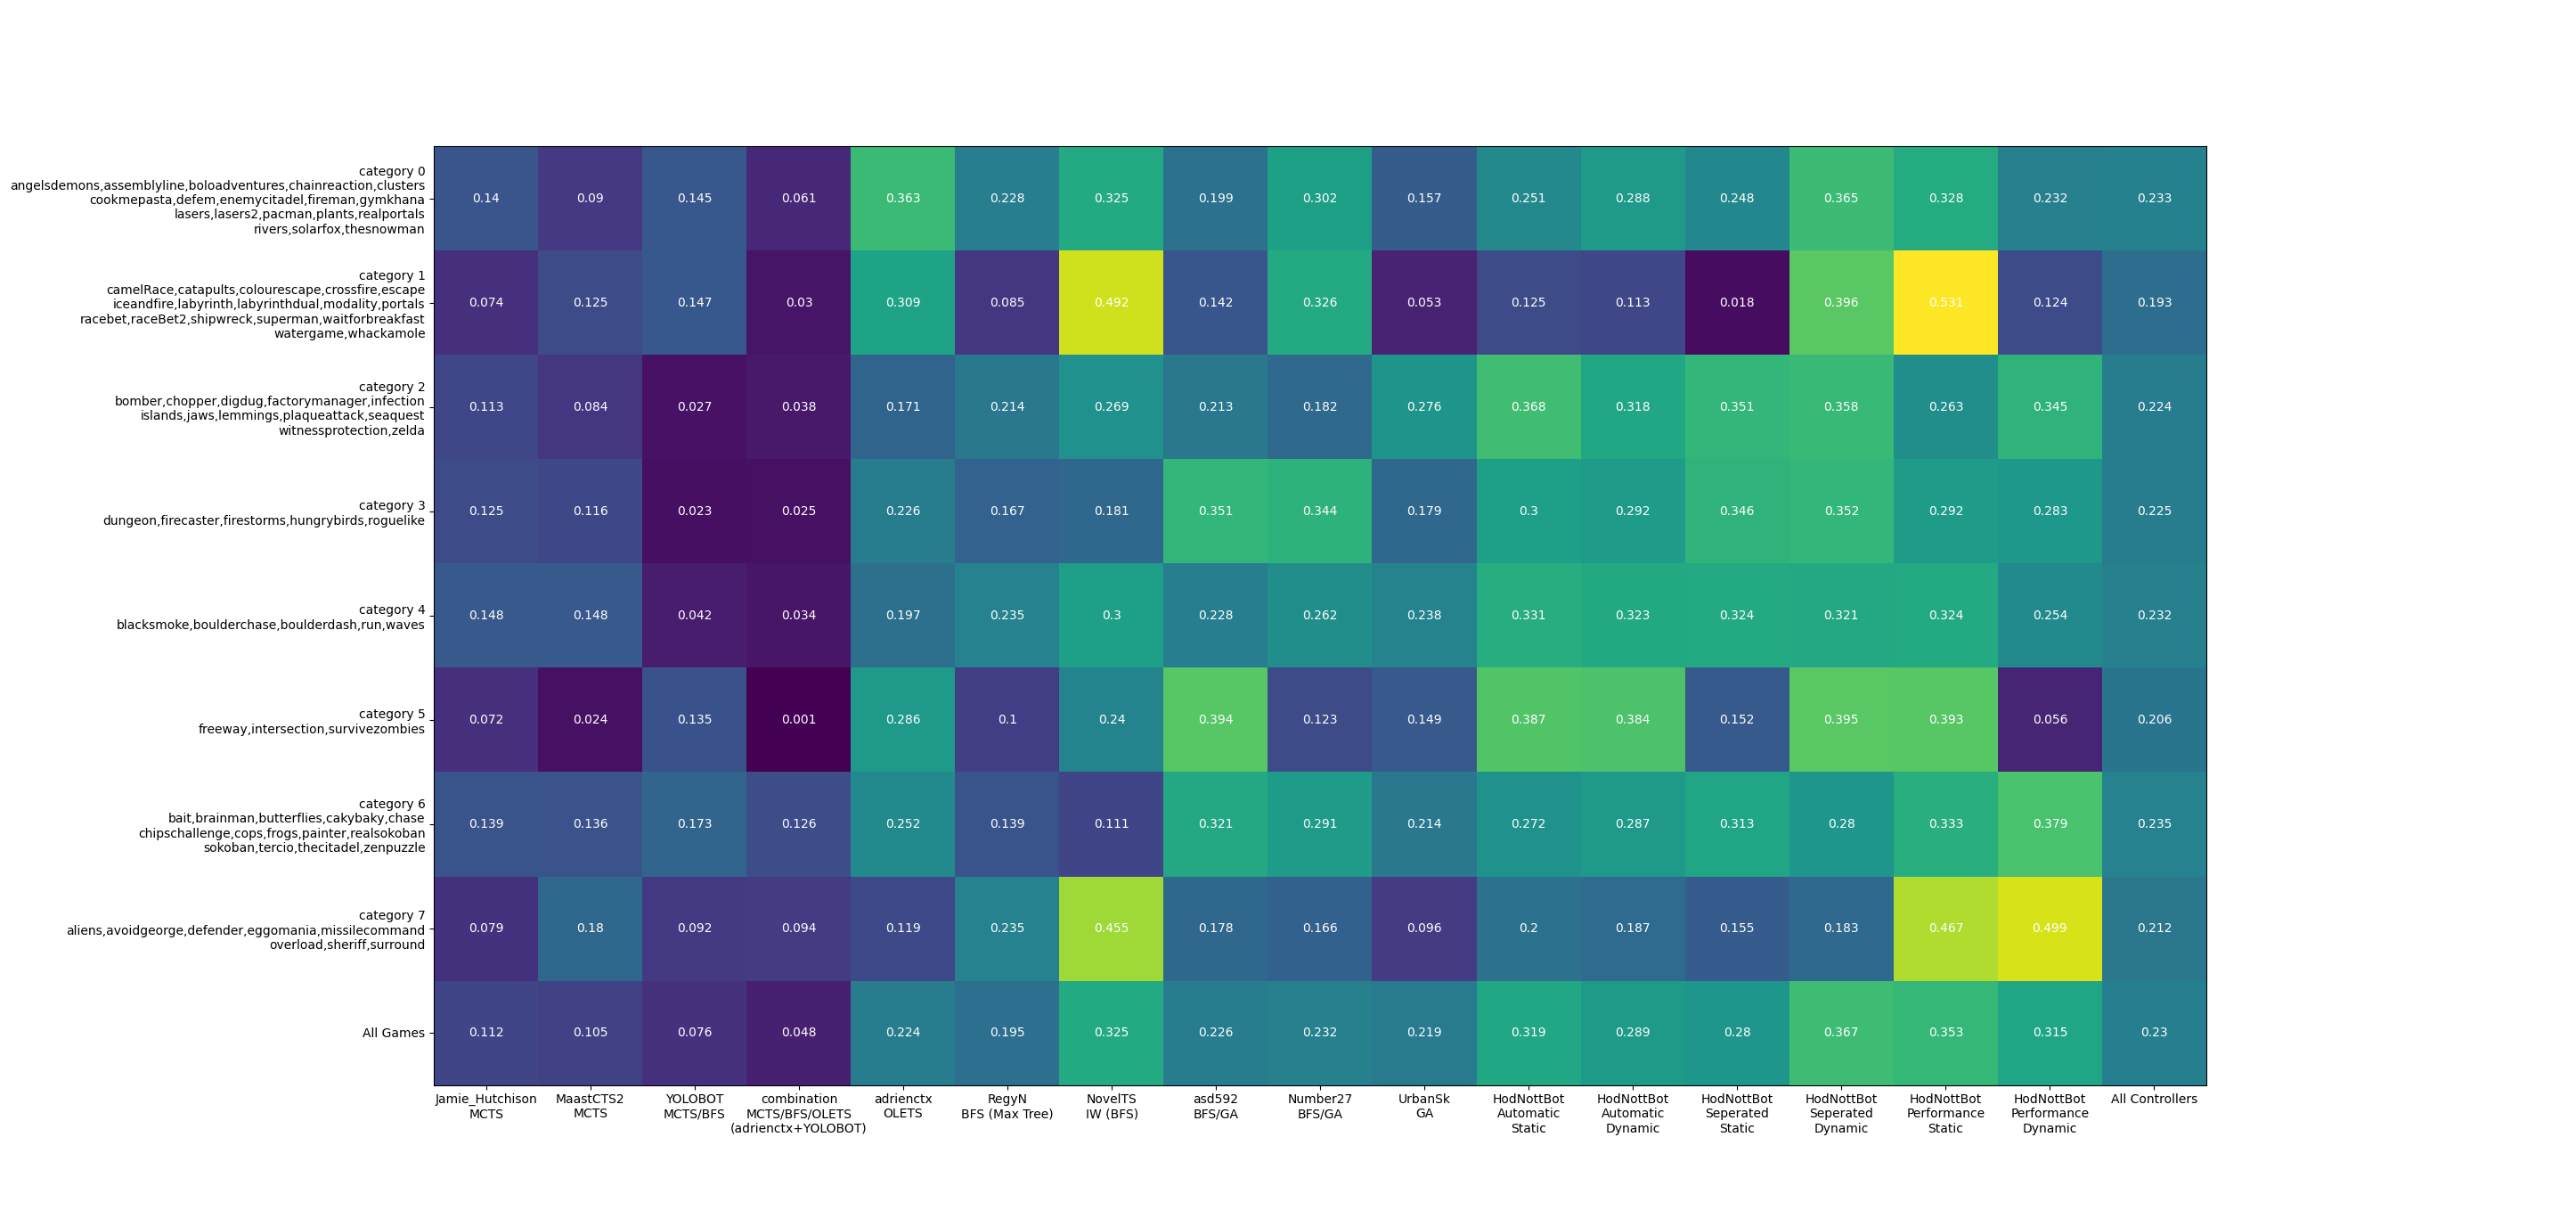 category 0
angelsdemons,assemblyline,boloadventures,chainreaction,clusters
cookmepasta,defem,enemycitadel,fireman,gymkhana
lasers,lasers2,pacman,plants,realportals
rivers,solarfox,thesnowman
0.14 0.09 0.145 0.061 0.363 0.228 0.325 0.199 0.302 0.157 0.251 0.288 0.248 0.365 0.328 0.232 0.233
category 1
camelRace,catapults,colourescape,crossfire,escape
iceandfire,labyrinth,labyrinthdual,modality,portals
racebet,raceBet2,shipwreck,superman,waitforbreakfast
watergame,whackamole
0.074 0.125 0.147 0.03 0.309 0.085 0.492 0.142 0.326 0.053 0.125 0.113 0.018 0.396 0.531 0.124 0.193
category 2
bomber,chopper,digdug,factorymanager,infection
islands,jaws,lemmings,plaqueattack,seaquest
witnessprotection,zelda
0.113 0.084 0.027 0.038 0.171 0.214 0.269 0.213 0.182 0.276 0.368 0.318 0.351 0.358 0.263 0.345 0.224
category 3
dungeon,firecaster,firestorms,hungrybirds,roguelike
0.125 0.116 0.023 0.025 0.226 0.167 0.181 0.351 0.344 0.179 0.3 0.292 0.346 0.352 0.292 0.283 0.225
category 4
blacksmoke,boulderchase,boulderdash,run,waves
0.148 0.148 0.042 0.034 0.197 0.235 0.3 0.228 0.262 0.238 0.331 0.323 0.324 0.321 0.324 0.254 0.232
category 5
freeway,intersection,survivezombies
0.072 0.024 0.135 0.001 0.286 0.1 0.24 0.394 0.123 0.149 0.387 0.384 0.152 0.395 0.393 0.056 0.206
category 6
bait,brainman,butterflies,cakybaky,chase
chipschallenge,cops,frogs,painter,realsokoban
sokoban,tercio,thecitadel,zenpuzzle
0.139 0.136 0.173 0.126 0.252 0.139 0.111 0.321 0.291 0.214 0.272 0.287 0.313 0.28 0.333 0.379 0.235
category 7
aliens,avoidgeorge,defender,eggomania,missilecommand
overload,sheriff,surround
0.079 0.18 0.092 0.094 0.119 0.235 0.455 0.178 0.166 0.096 0.2 0.187 0.155 0.183 0.467 0.499 0.212
All Games
0.112 0.105 0.076 0.048 0.224 0.195 0.325 0.226 0.232 0.219 0.319 0.289 0.28 0.367 0.353 0.315 0.23
Jamie_Hutchison
MCTS
MaastCTS2
MCTS
YOLOBOT
MCTS/BFS
combination
MCTS/BFS/OLETS
(adrienctx+YOLOBOT)
adrienctx
OLETS
RegyN
BFS (Max Tree)
NovelTS
IW (BFS)
asd592
BFS/GA
Number27
BFS/GA
UrbanSk
GA
HodNottBot
Automatic
Static
HodNottBot
Automatic
Dynamic
HodNottBot
Seperated
Static
HodNottBot
Seperated
Dynamic
HodNottBot
Performance
Static
HodNottBot
Performance
Dynamic
All Controllers